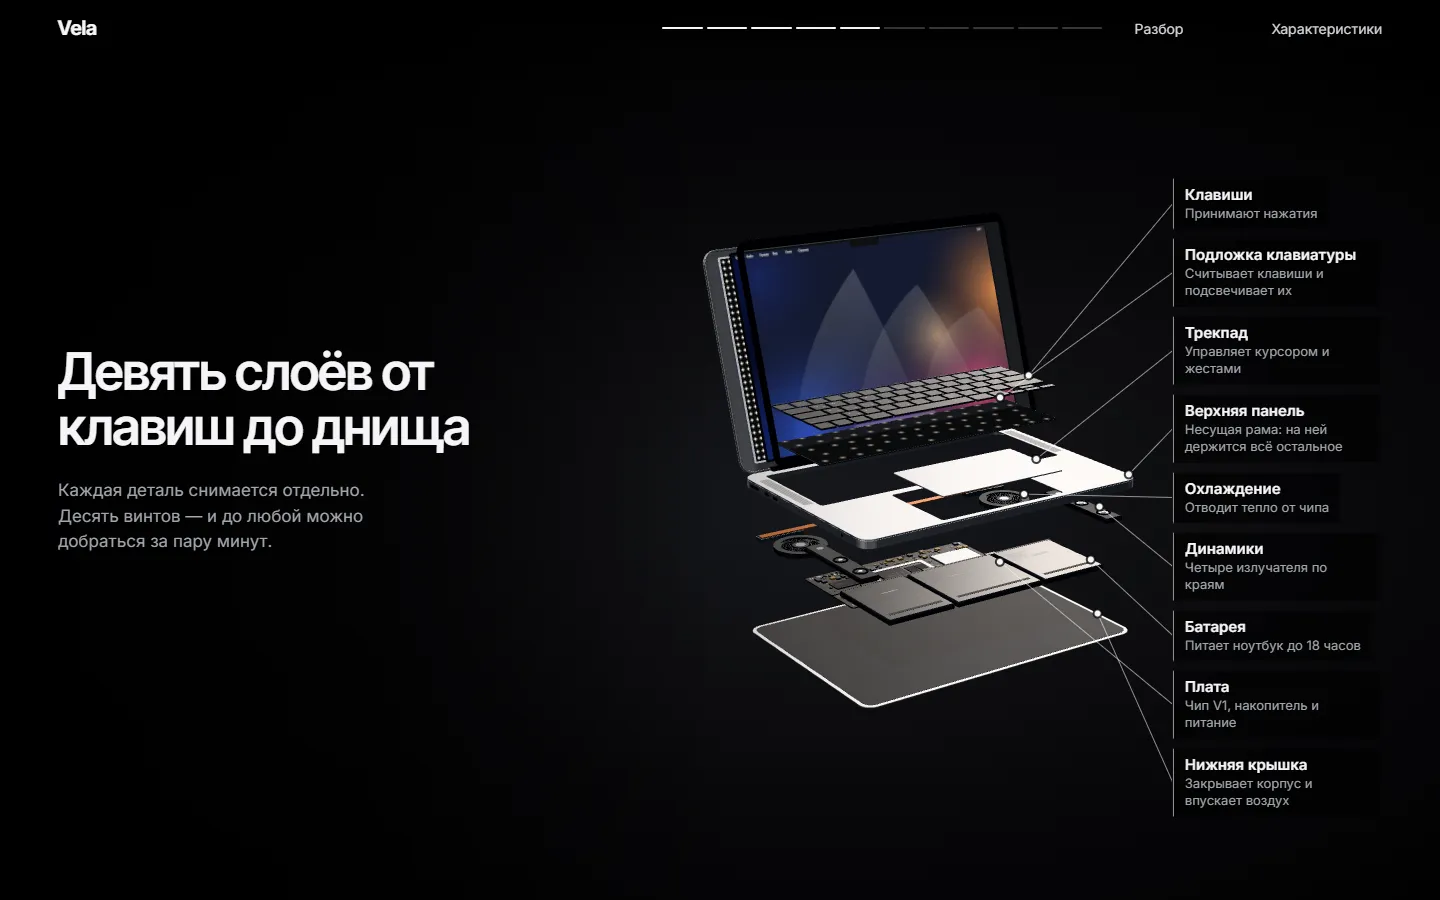 Vela
Разбор
Характеристики
Девять слоёв от
клавиш до днища
Каждая деталь снимается отдельно.
Десять винтов — и до любой можно
добраться за пару минут.
Клавиши
Принимают нажатия
Подложка клавиатуры
Считывает клавиши и
подсвечивает их
Трекпад
Управляет курсором и
жестами
Верхняя панель
Несущая рама: на ней
держится всё остальное
Охлаждение
Отводит тепло от чипа
Динамики
Четыре излучателя по
краям
Батарея
Питает ноутбук до 18 часов
Плата
Чип V1, накопитель и
питание
Нижняя крышка
Закрывает корпус и
впускает воздух